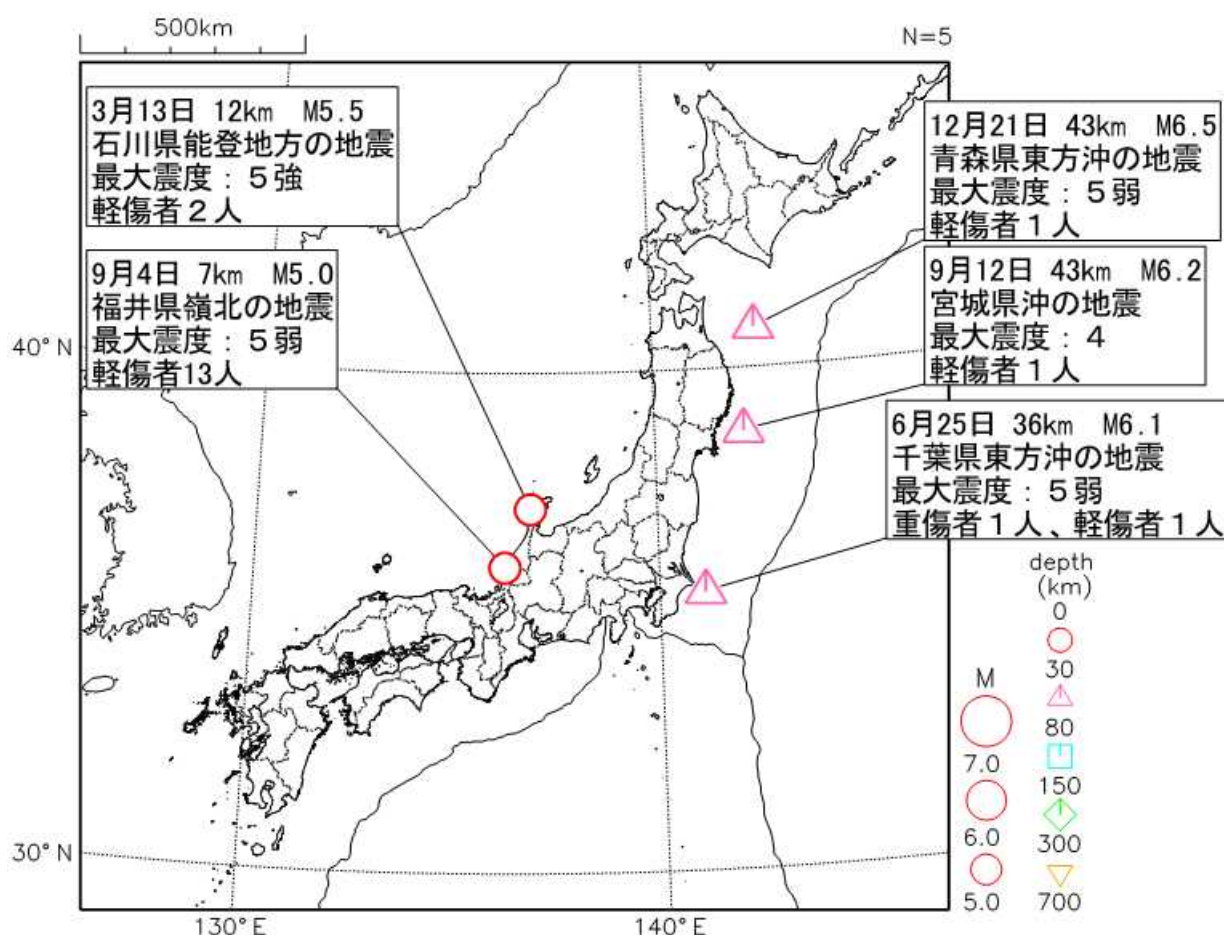 500km
N=5
3月13日 12km M5.5
石川県能登地方の地震
最大震度：５強
軽傷者２人
9月4日 7km M5.0
福井県嶺北の地震
最大震度：５弱
軽傷者13人
12月21日 43km M6.5
青森県東方沖の地震
最大震度：５弱
軽傷者１人
9月12日 43km M6.2
宮城県沖の地震
最大震度：４
軽傷者１人
6月25日 36km M6.1
千葉県東方沖の地震
最大震度：５弱
重傷者１人、軽傷者１人
40°N
30°N
130°E
140°E
M
7.0
6.0
5.0
depth
(km)
0
30
80
150
300
700